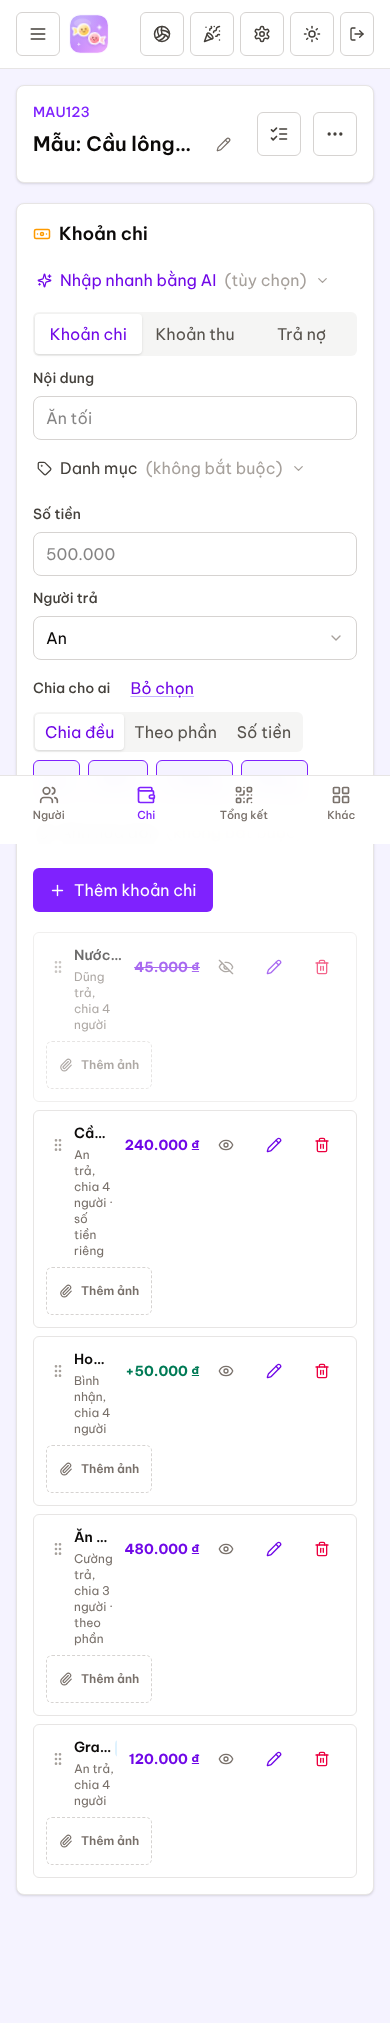 MAU123
Mẫu: Cầu lông...
Khoản chi
Nhập nhanh bằng AI (tùy chọn)
Khoản chi Khoản thu Trả nợ
Nội dung
Ăn tối
Danh mục (không bắt buộc)
Số tiền
500.000
Người trả
An
Chia cho ai Bỏ chọn
Chia đều Theo phần Số tiền
Người Chi Tổng kết Khác
Thêm khoản chi
Nước... 45.000 ₫
Dũng
trả,
chia 4
người
Thêm ảnh
Cầ... 240.000 ₫
An
trả,
chia 4
người ·
số
tiền
riêng
Thêm ảnh
Ho... +50.000 ₫
Bình
nhận,
chia 4
người
Thêm ảnh
Ăn ... 480.000 ₫
Cường
trả,
chia 3
người ·
theo
phần
Thêm ảnh
Gra... 120.000 ₫
An trả,
chia 4
người
Thêm ảnh